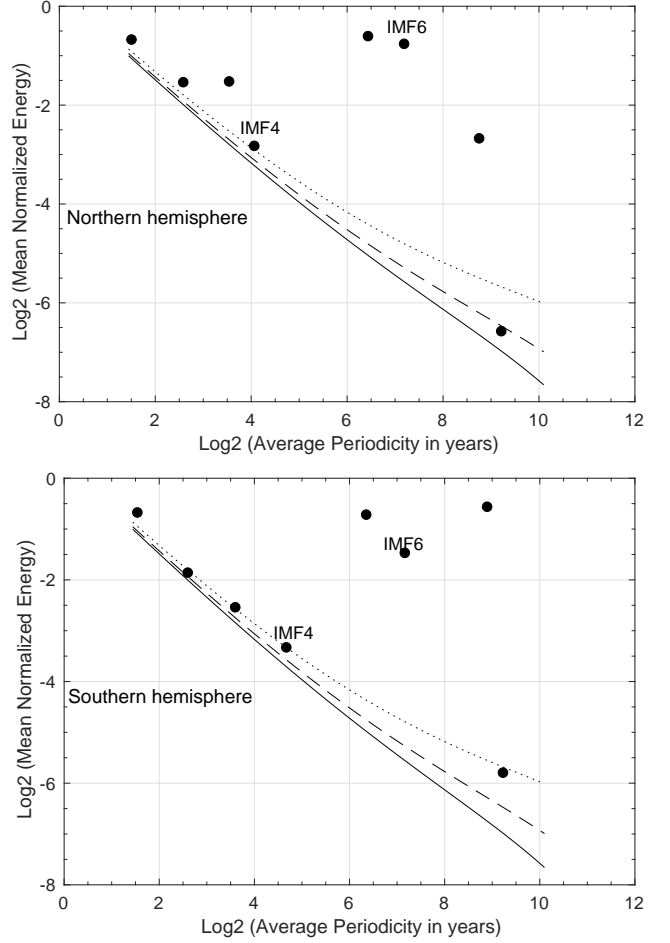 0
IMF6
-2
IMF4
-4
Northern hemisphere
-6
-8
0 2 4 6 8 10 12
Log2 (Average Periodicity in years)
Log2 (Mean Normalized Energy)
0
IMF6
-2
IMF4
-4
Southern hemisphere
-6
-8
0 2 4 6 8 10 12
Log2 (Average Periodicity in years)
Log2 (Mean Normalized Energy)